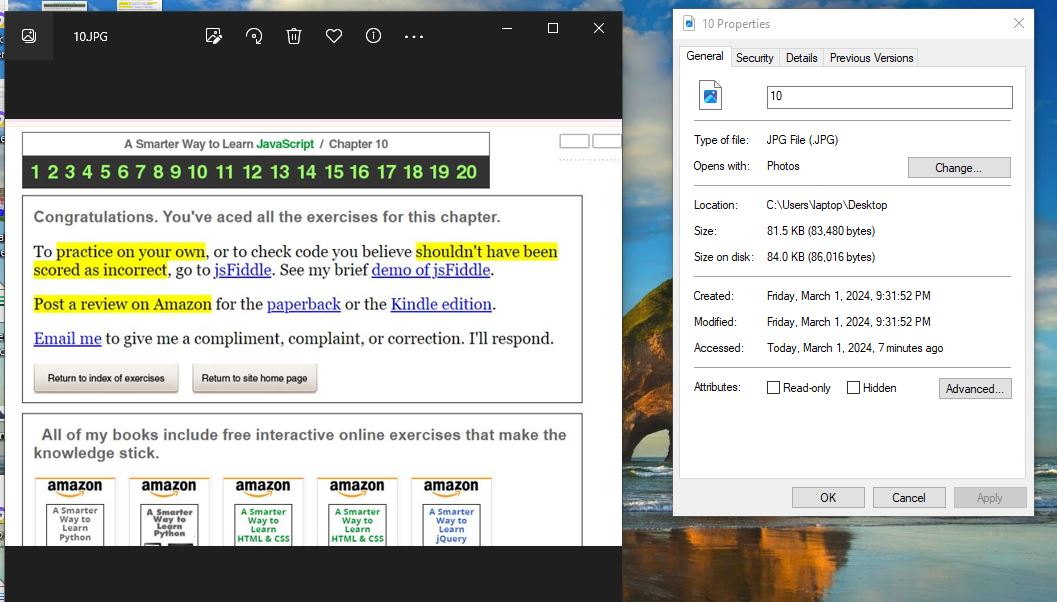 10.JPG
A Smarter Way to Learn JavaScript / Chapter 10
1 2 3 4 5 6 7 8 9 10 11 12 13 14 15 16 17 18 19 20
Congratulations. You've aced all the exercises for this chapter.
To practice on your own, or to check code you believe shouldn't have been
scored as incorrect, go to jsFiddle. See my brief demo of jsFiddle.
Post a review on Amazon for the paperback or the Kindle edition.
Email me to give me a compliment, complaint, or correction. I'll respond.
Return to index of exercises
Return to site home page
All of my books include free interactive online exercises that make the
knowledge stick.
amazon
A Smarter
Way to
Learn
Python
amazon
A Smarter
Way to
Learn
Python
amazon
A Smarter
Way to
Learn
HTML & CSS
amazon
A Smarter
Way to
Learn
HTML & CSS
amazon
A Smarter
Way to
Learn
jQuery
10 Properties
General
Security
Details
Previous Versions
10
Type of file: JPG File (.JPG)
Opens with: Photos
Change...
Location: C:\Users\laptop\Desktop
Size: 81.5 KB (83,480 bytes)
Size on disk: 84.0 KB (86,016 bytes)
Created: Friday, March 1, 2024, 9:31:52 PM
Modified: Friday, March 1, 2024, 9:31:52 PM
Accessed: Today, March 1, 2024, 7 minutes ago
Attributes: Read-only Hidden
Advanced...
OK
Cancel
Apply